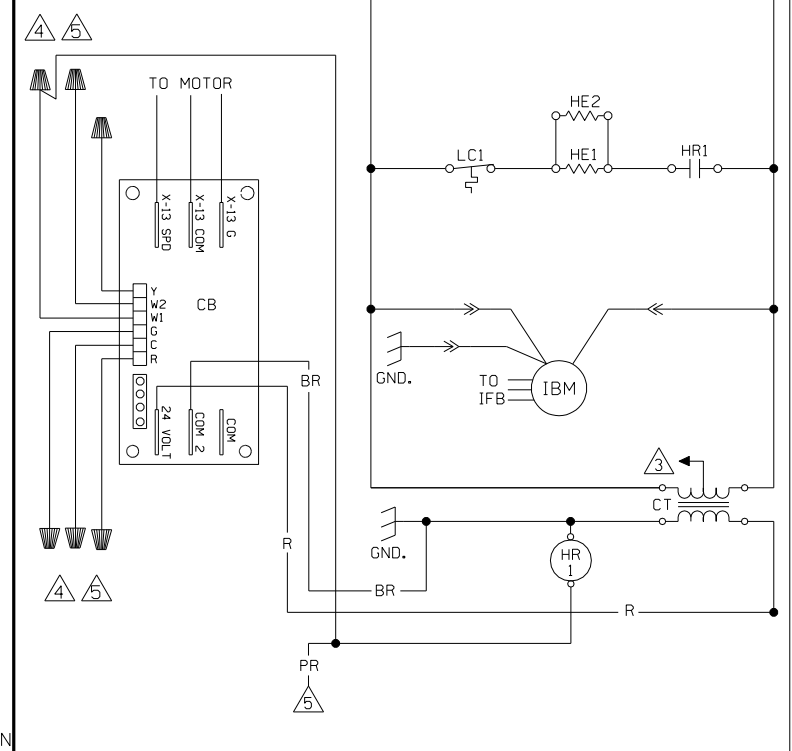 4 5
TO MOTOR
HE2
LC1
HE1
HR1
X-13 SPD
X-13 COM
X-13 G
CB
Y
W2
W1
G
C
R
BR
GND.
TO
IFB
IBM
24 VOLT
COM 2
COM
3
CT
GND.
R
HR
1
4 5
BR
R
PR
5
N